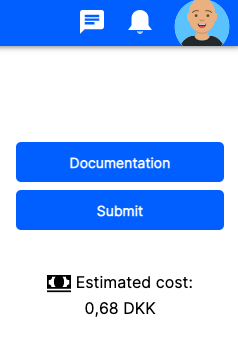 Documentation
Submit
Estimated cost:
0,68 DKK